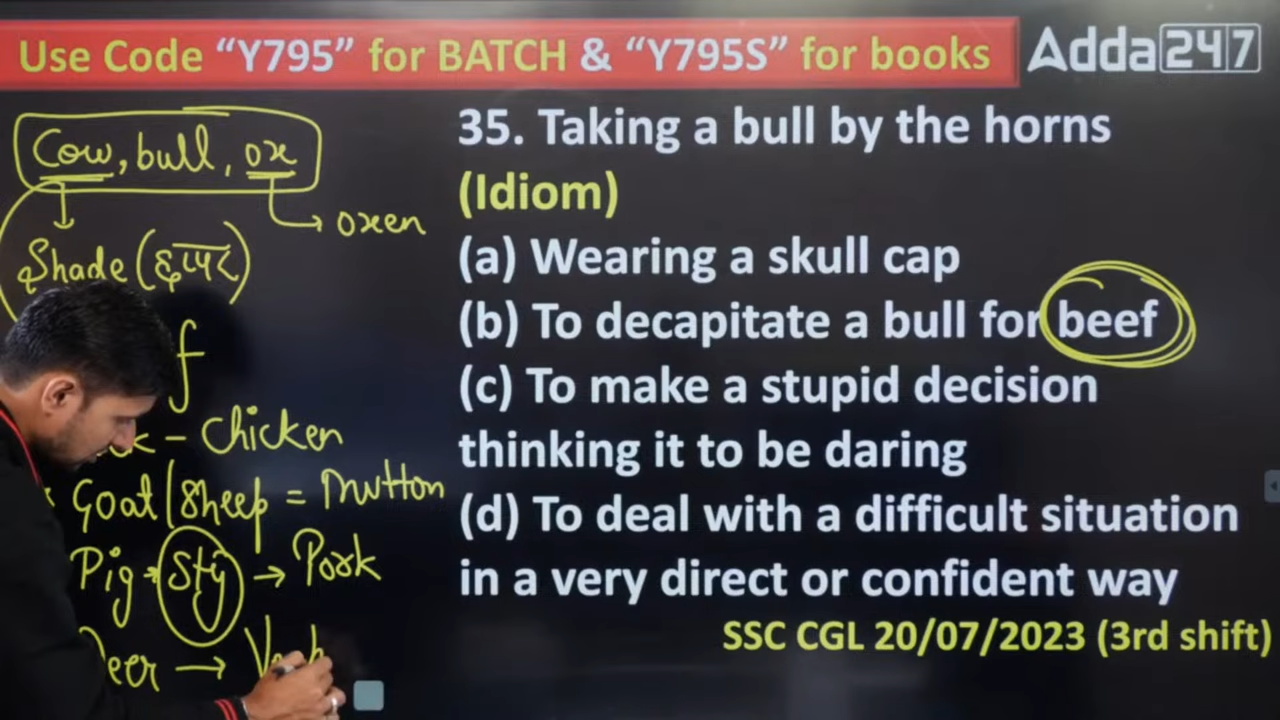 Use Code “Y795” for BATCH & “Y795S” for books
Adda247
Cow, bull, ox
oxen
Shade (छप्पर)
f
- Chicken
Goat/Sheep = Mutton
Pig → Sty → Pork
Deer →
35. Taking a bull by the horns
(Idiom)
(a) Wearing a skull cap
(b) To decapitate a bull for beef
(c) To make a stupid decision
thinking it to be daring
(d) To deal with a difficult situation
in a very direct or confident way
SSC CGL 20/07/2023 (3rd shift)